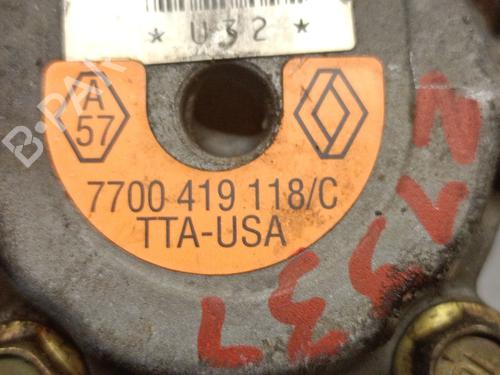 * U32 *
A
57
7700 419 118/C
TTA-USA
B-PARTS